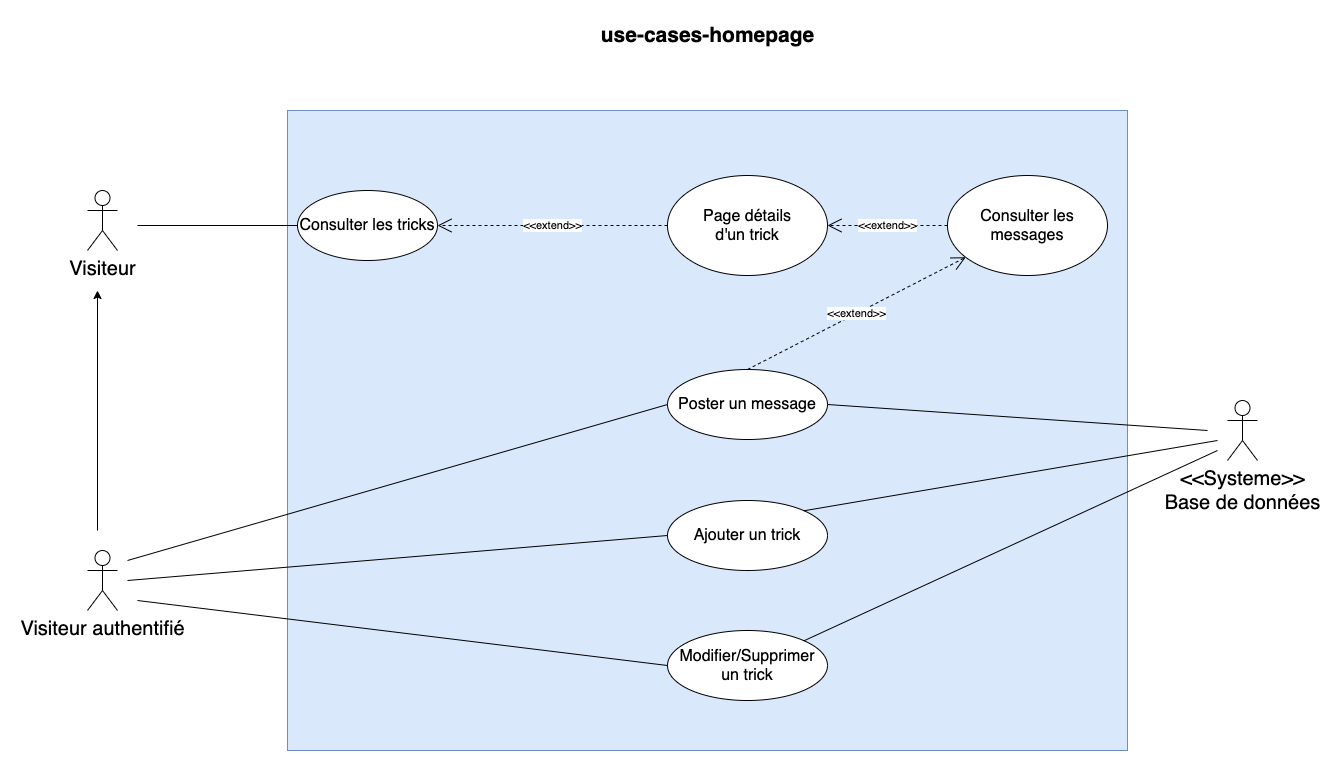 use-cases-homepage
Consulter les tricks
<<extend>>
Page détails
d'un trick
<<extend>>
Consulter les
messages
Visiteur
<<extend>>
Poster un message
<<Systeme>>
Base de données
Ajouter un trick
Visiteur authentifié
Modifier/Supprimer
un trick